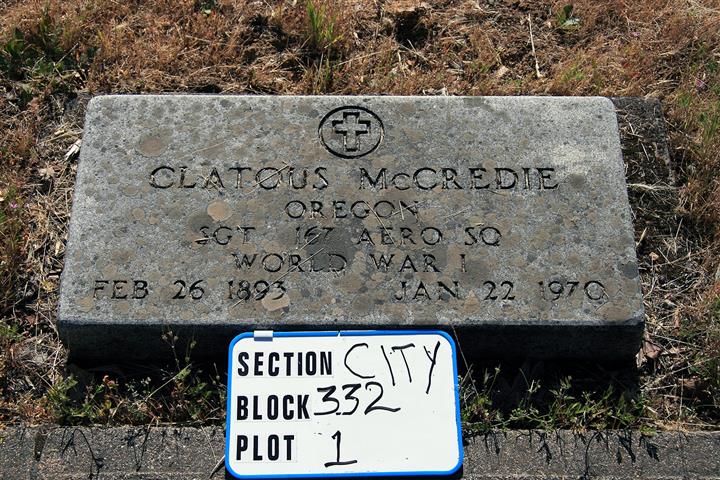 CLATOUS McCREDIE
OREGON
SGT 167 AERO SQ
WORLD WAR I
FEB 26 1893 JAN 22 1970
SECTION CITY
BLOCK 332
PLOT 1